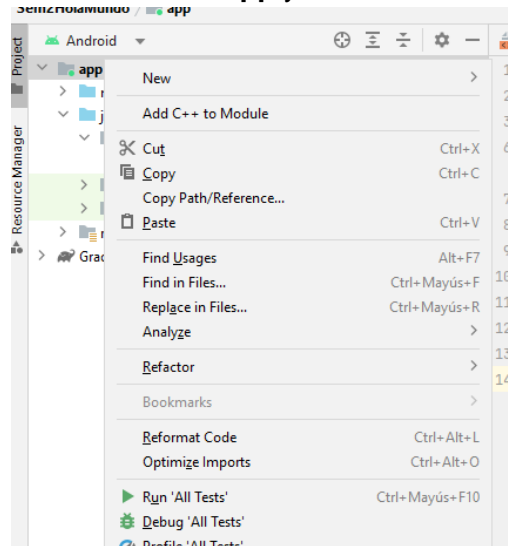 Sem2HolaMundo / app
Android
Project
Resource Manager
app
Grad
New
Add C++ to Module
Cut Ctrl+X
Copy Ctrl+C
Copy Path/Reference...
Paste Ctrl+V
Find Usages Alt+F7
Find in Files... Ctrl+Mayús+F
Replace in Files... Ctrl+Mayús+R
Analyze
Refactor
Bookmarks
Reformat Code Ctrl+Alt+L
Optimize Imports Ctrl+Alt+O
Run 'All Tests' Ctrl+Mayús+F10
Debug 'All Tests'
Profile 'All Tests'
1
2
3
6
7
8
9
10
11
12
13
14